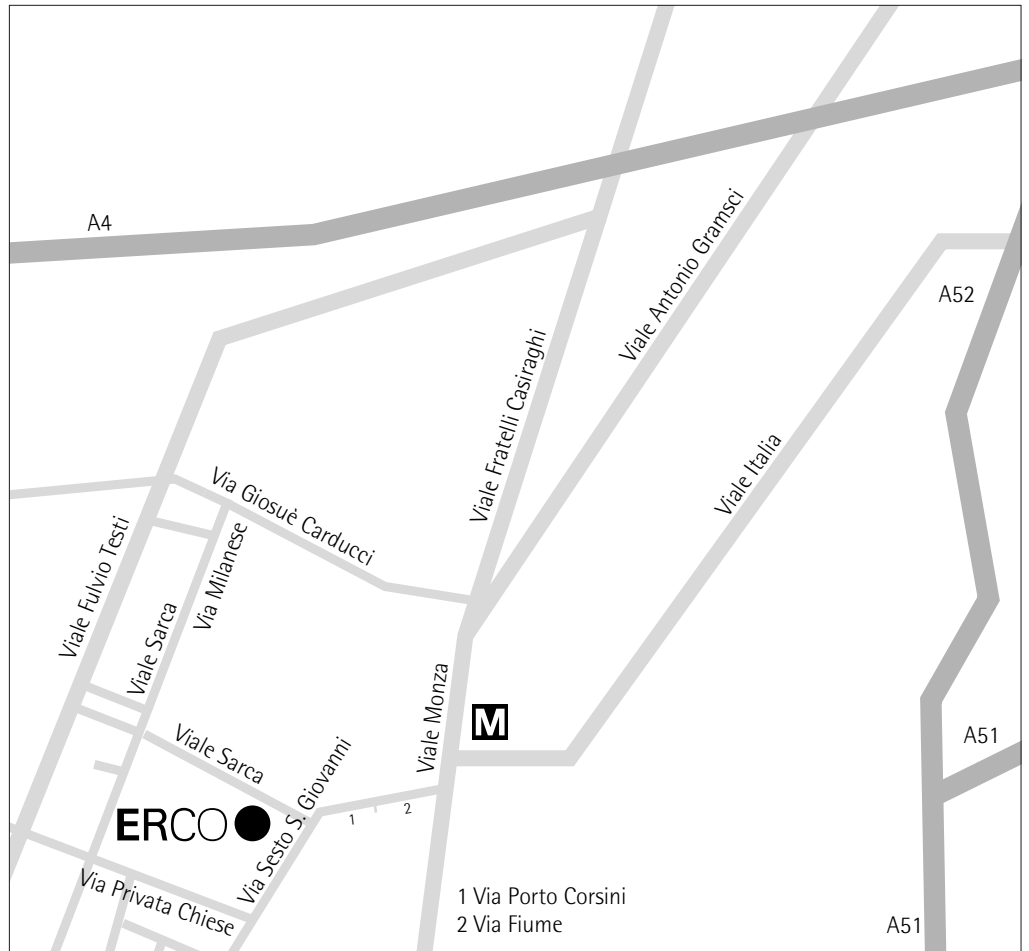 A4
Viale Antonio Gramsci
A52
Viale Fratelli Casiraghi
Viale Italia
Via Giosuè Carducci
Viale Fulvio Testi
Via Milanese
Viale Sarca
Viale Monza
M
Viale Sarca
A51
Via Sesto S. Giovanni
ERCO
1
2
Via Privata Chiese
1 Via Porto Corsini
2 Via Fiume
A51